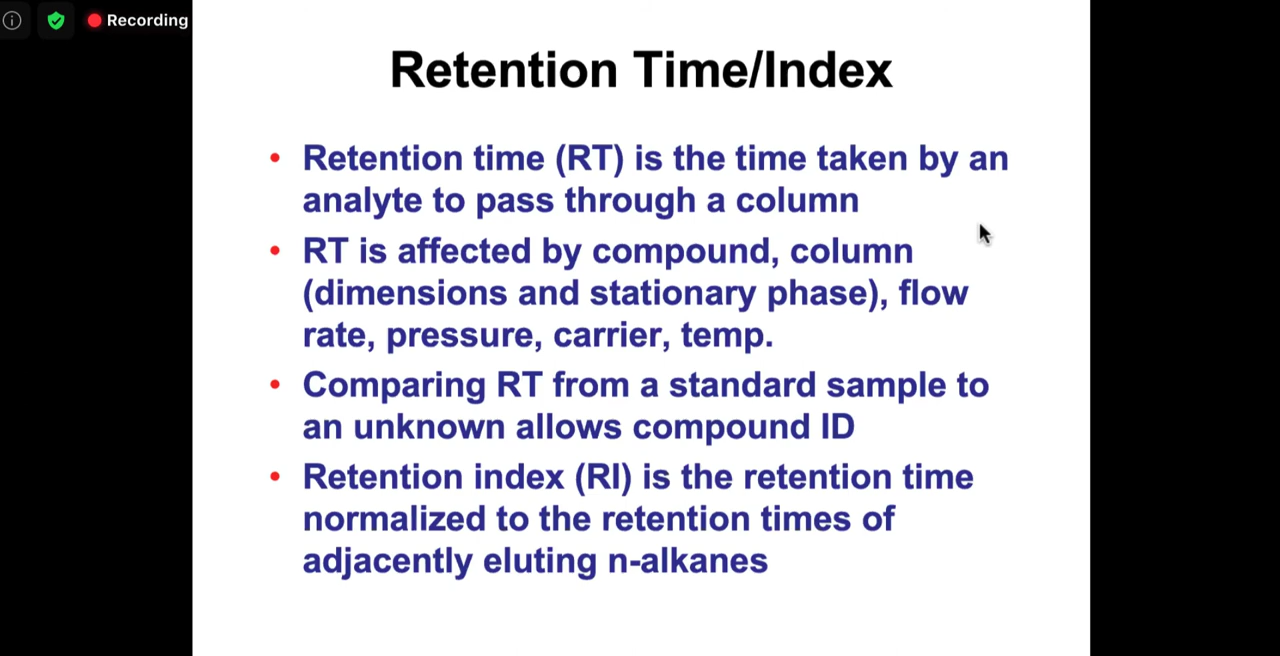 Recording
Retention Time/Index
• Retention time (RT) is the time taken by an
analyte to pass through a column
• RT is affected by compound, column
(dimensions and stationary phase), flow
rate, pressure, carrier, temp.
• Comparing RT from a standard sample to
an unknown allows compound ID
• Retention index (RI) is the retention time
normalized to the retention times of
adjacently eluting n-alkanes